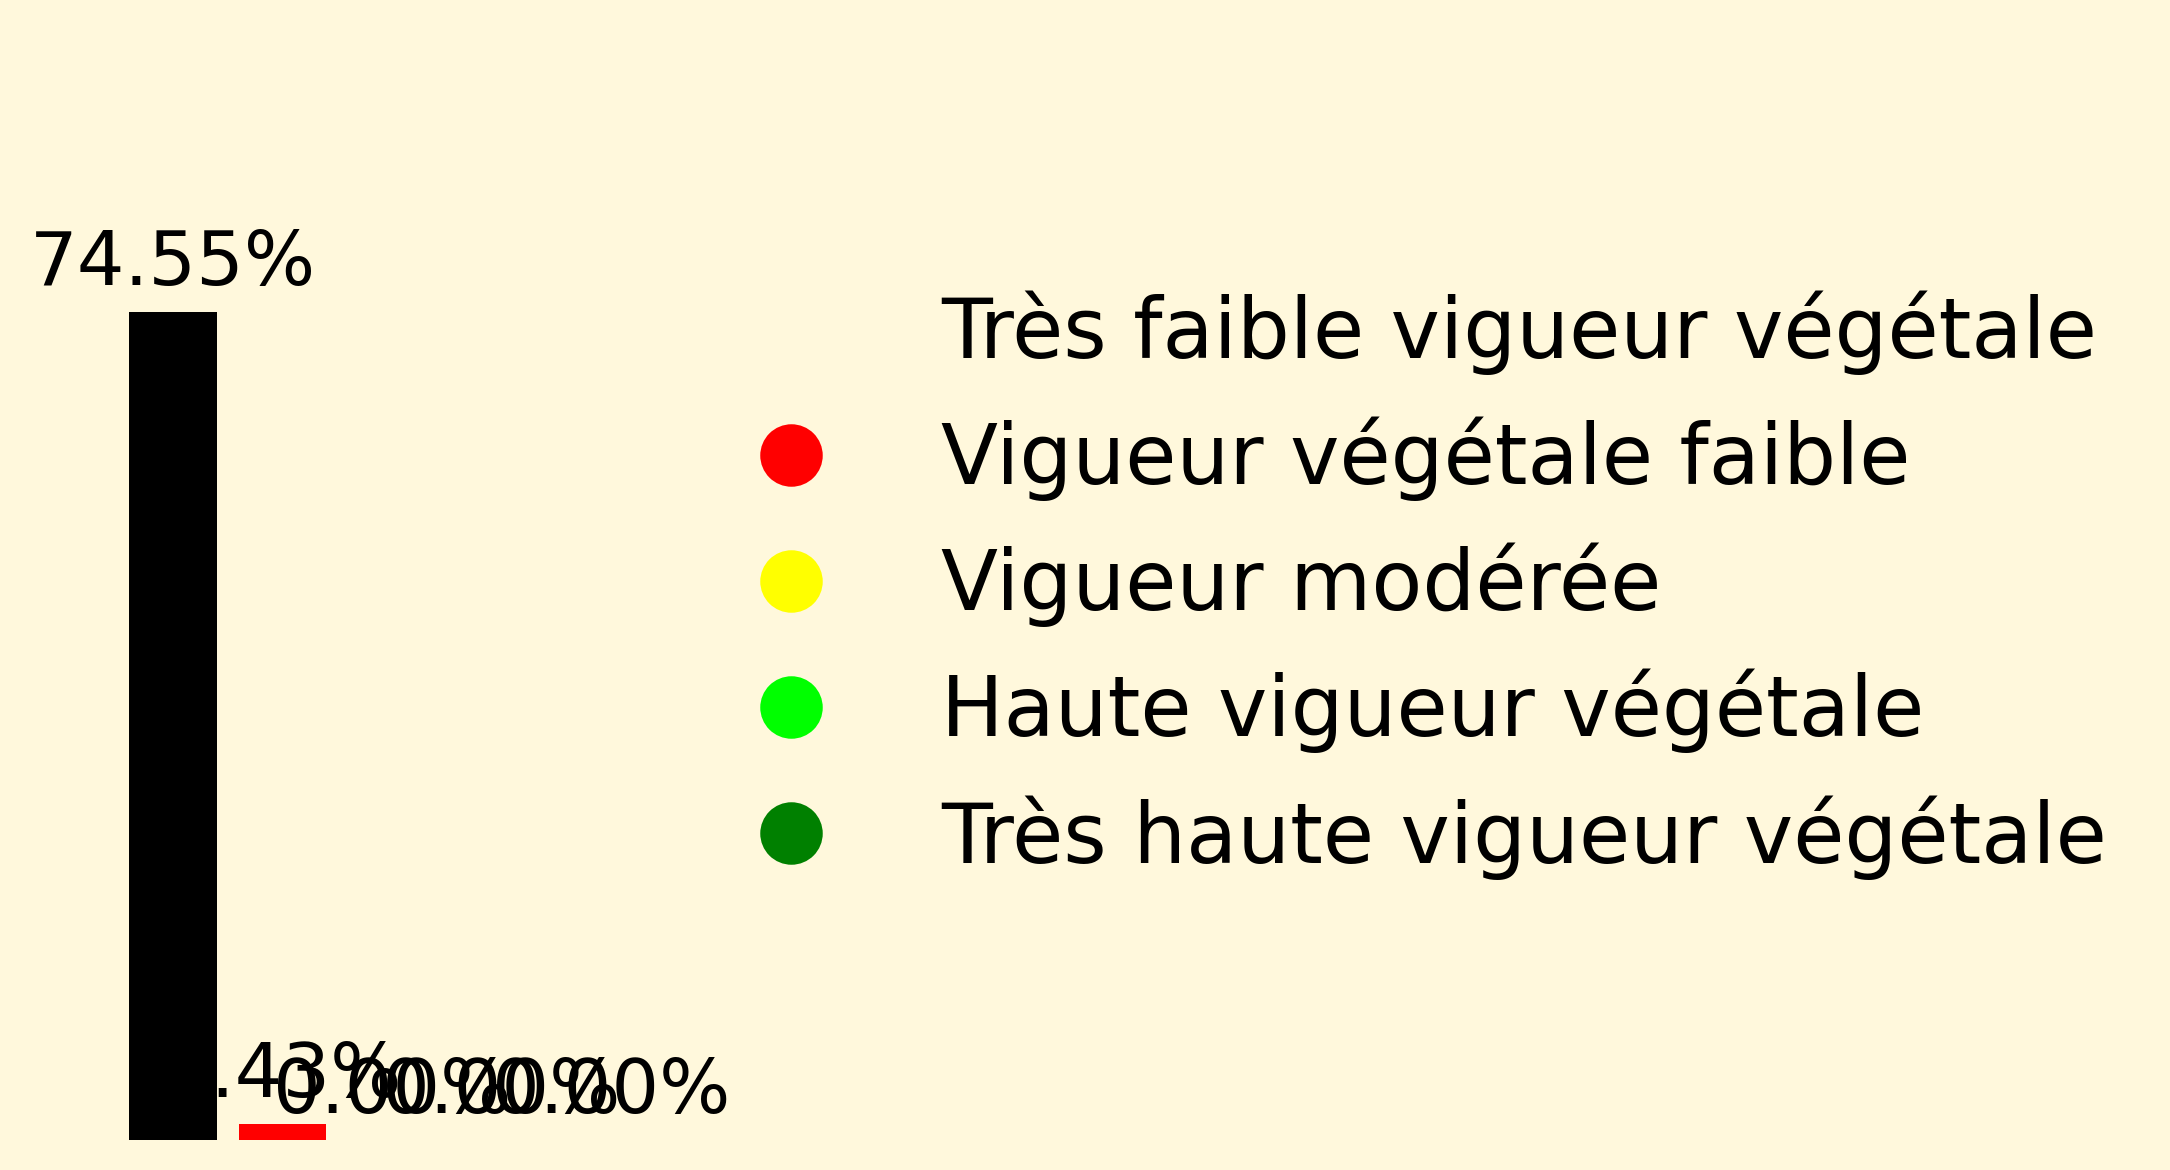 74.55%
Très faible vigueur végétale
Vigueur végétale faible
Vigueur modérée
Haute vigueur végétale
Très haute vigueur végétale
.43% 0.00% 0.00% 0.00%